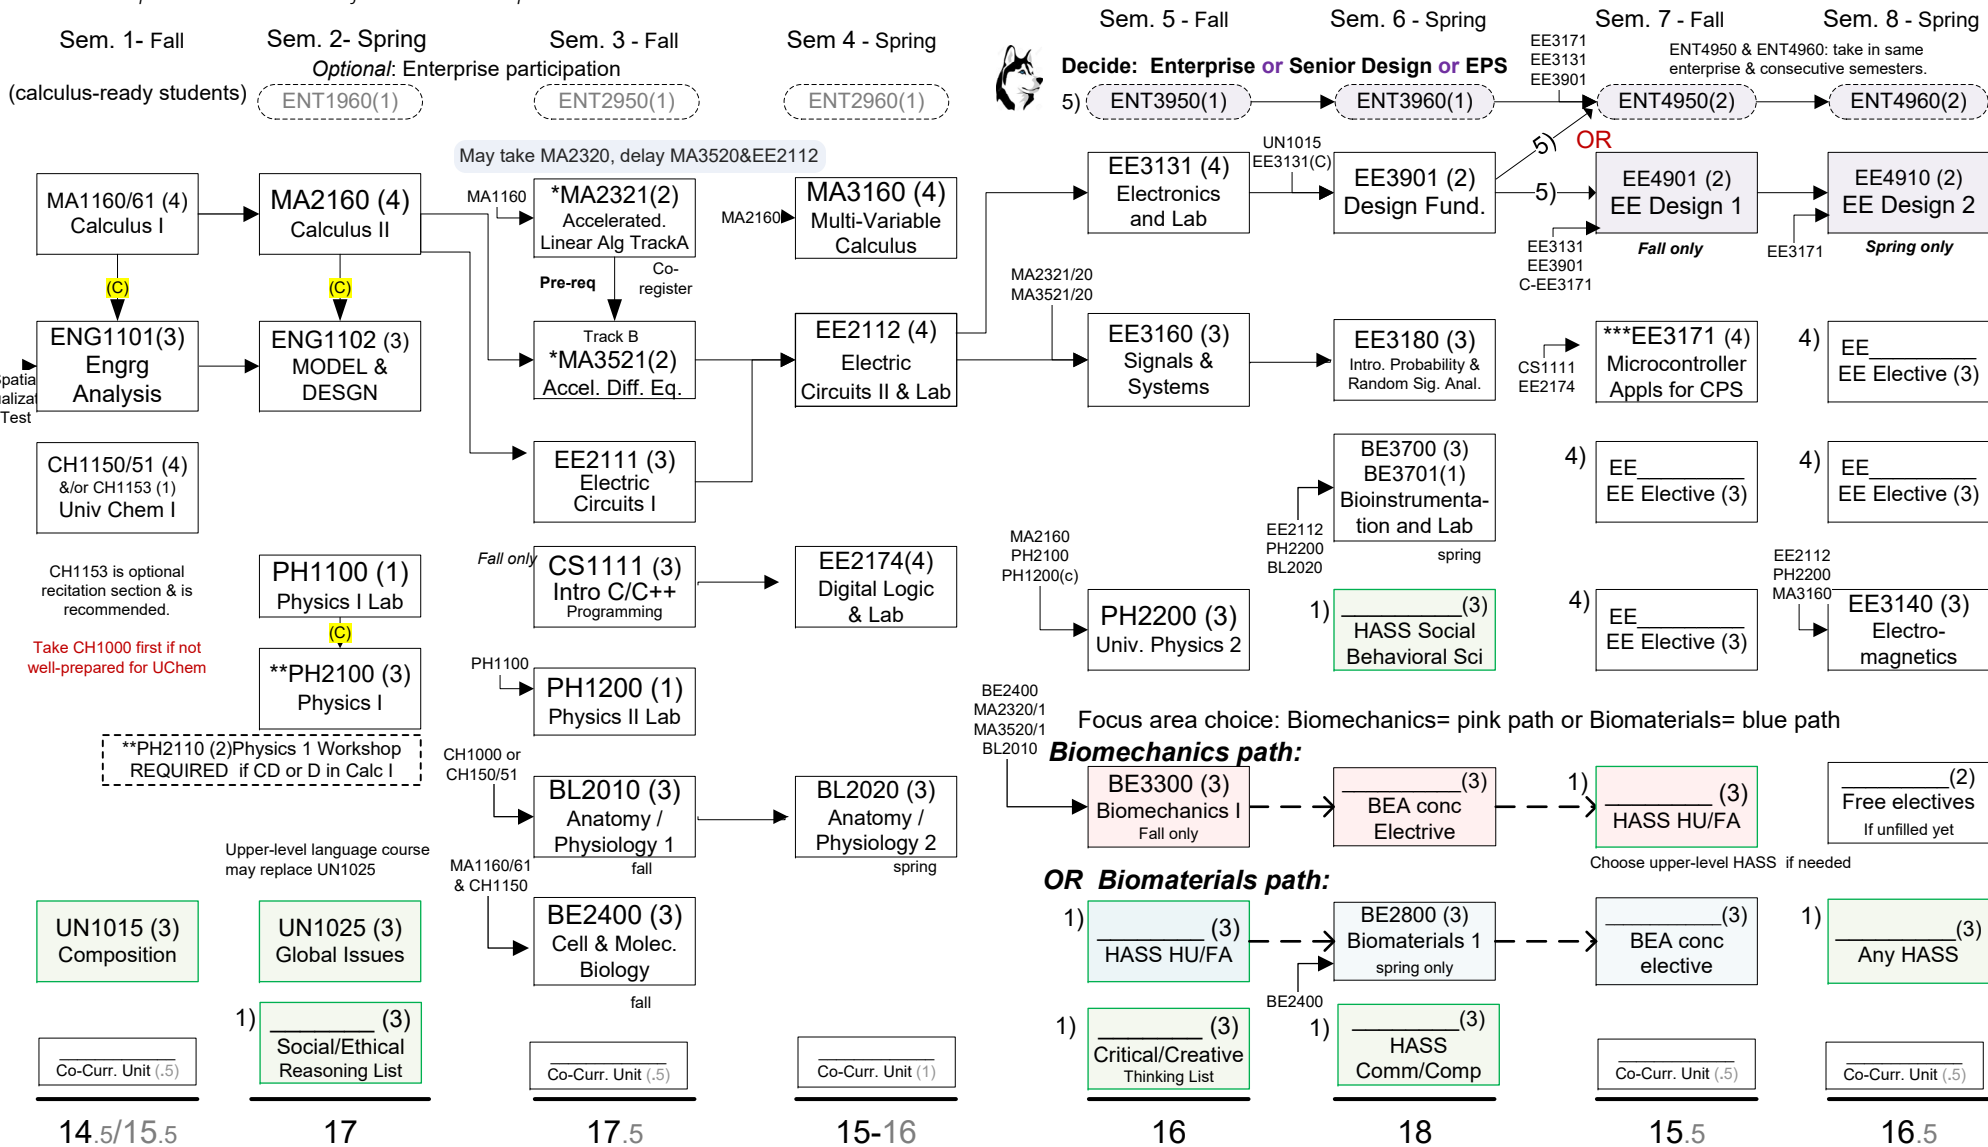 Sem. 1- Fall
Sem. 2- Spring
Sem. 3 - Fall
Sem 4 - Spring
Sem. 5 - Fall
Sem. 6 - Spring
Sem. 7 - Fall
Sem. 8 - Spring
Optional: Enterprise participation
(calculus-ready students)
ENT1960(1)
ENT2950(1)
ENT2960(1)
Decide: Enterprise or Senior Design or EPS
5)
ENT3950(1)
ENT3960(1)
EE3171
EE3131
EE3901
ENT4950 & ENT4960: take in same
enterprise & consecutive semesters.
ENT4950(2)
ENT4960(2)
5)
OR
May take MA2320, delay MA3520&EE2112
MA1160/61 (4)
Calculus I
MA2160 (4)
Calculus II
MA1160
*MA2321(2)
Accelerated.
Linear Alg TrackA
MA2160
MA3160 (4)
Multi-Variable
Calculus
EE3131 (4)
Electronics
and Lab
UN1015
EE3131(C)
EE3901 (2)
Design Fund.
5)
EE4901 (2)
EE Design 1
Fall only
EE3131
EE3901
C-EE3171
EE4910 (2)
EE Design 2
Spring only
EE3171
(C)
(C)
Pre-req
Co-
register
MA2321/20
MA3521/20
Test
ENG1101(3)
Engrg
Analysis
ENG1102 (3)
MODEL &
DESGN
Track B
*MA3521(2)
Accel. Diff. Eq.
EE2112 (4)
Electric
Circuits II & Lab
EE3160 (3)
Signals &
Systems
EE3180 (3)
Intro. Probability &
Random Sig. Anal.
CS1111
EE2174
***EE3171 (4)
Microcontroller
Appls for CPS
4)
EE_________
EE Elective (3)
CH1150/51 (4)
&/or CH1153 (1)
Univ Chem I
EE2111 (3)
Electric
Circuits I
BE3700 (3)
BE3701(1)
Bioinstrumenta-
tion and Lab
spring
EE2112
PH2200
BL2020
4)
EE_________
EE Elective (3)
4)
EE_________
EE Elective (3)
CH1153 is optional
recitation section & is
recommended.
Take CH1000 first if not
well-prepared for UChem
PH1100 (1)
Physics I Lab
(C)
**PH2100 (3)
Physics I
**PH2110 (2)Physics 1 Workshop
REQUIRED if CD or D in Calc I
Fall only
CS1111 (3)
Intro C/C++
Programming
EE2174(4)
Digital Logic
& Lab
MA2160
PH2100
PH1200(c)
PH2200 (3)
Univ. Physics 2
1)
_________(3)
HASS Social
Behavioral Sci
4)
EE_________
EE Elective (3)
EE2112
PH2200
MA3160
EE3140 (3)
Electro-
magnetics
PH1100
PH1200 (1)
Physics II Lab
BE2400
MA2320/1
MA3520/1
BL2010
Focus area choice: Biomechanics= pink path or Biomaterials= blue path
Biomechanics path:
CH1000 or
CH150/51
BL2010 (3)
Anatomy /
Physiology 1
fall
BL2020 (3)
Anatomy /
Physiology 2
spring
BE3300 (3)
Biomechanics I
Fall only
_________(3)
BEA conc
Electrive
1)
_________ (3)
HASS HU/FA
Choose upper-level HASS if needed
_________(2)
Free electives
If unfilled yet
Upper-level language course
may replace UN1025
MA1160/61
& CH1150
OR Biomaterials path:
UN1015 (3)
Composition
UN1025 (3)
Global Issues
BE2400 (3)
Cell & Molec.
Biology
fall
1)
_________ (3)
HASS HU/FA
BE2800 (3)
Biomaterials 1
spring only
BE2400
_________(3)
BEA conc
elective
1)
_________(3)
Any HASS
1)
_________ (3)
Social/Ethical
Reasoning List
1)
_________ (3)
Critical/Creative
Thinking List
1)
_________(3)
HASS
Comm/Comp
_________
Co-Curr. Unit (.5)
_________
Co-Curr. Unit (.5)
_________
Co-Curr. Unit (1)
_________
Co-Curr. Unit (.5)
_________
Co-Curr. Unit (.5)
14.5/15.5
17
17.5
15-16
16
18
15.5
16.5